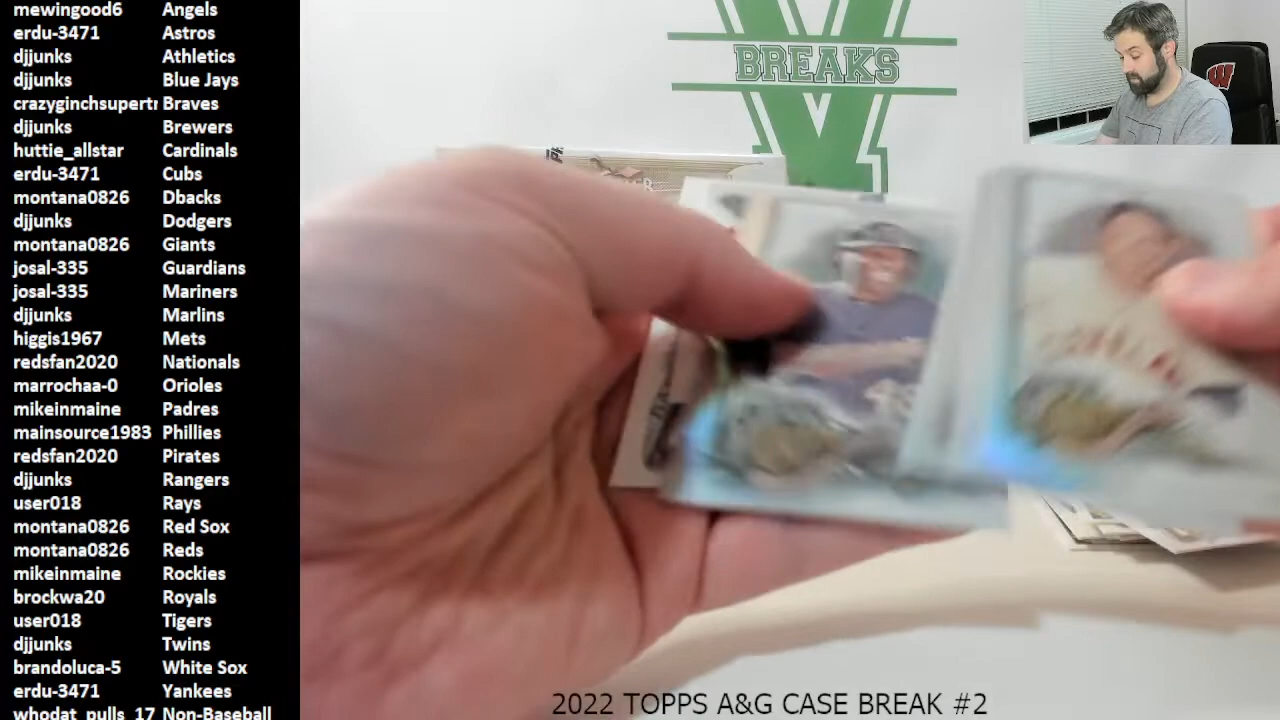 mewingood6 Angels
erdu-3471 Astros
djjunks Athletics
djjunks Blue Jays
crazyginchsupertr Braves
djjunks Brewers
huttie_allstar Cardinals
erdu-3471 Cubs
montana0826 Dbacks
djjunks Dodgers
montana0826 Giants
josal-335 Guardians
josal-335 Mariners
djjunks Marlins
higgis1967 Mets
redsfan2020 Nationals
marrochaa-0 Orioles
mikeinmaine Padres
mainsource1983 Phillies
redsfan2020 Pirates
djjunks Rangers
user018 Rays
montana0826 Red Sox
montana0826 Reds
mikeinmaine Rockies
brockwa20 Royals
user018 Tigers
djjunks Twins
brandoluca-5 White Sox
erdu-3471 Yankees
whodat_pulls_17 Non-Baseball
V
BREAKS
W
2022 TOPPS A&G CASE BREAK #2